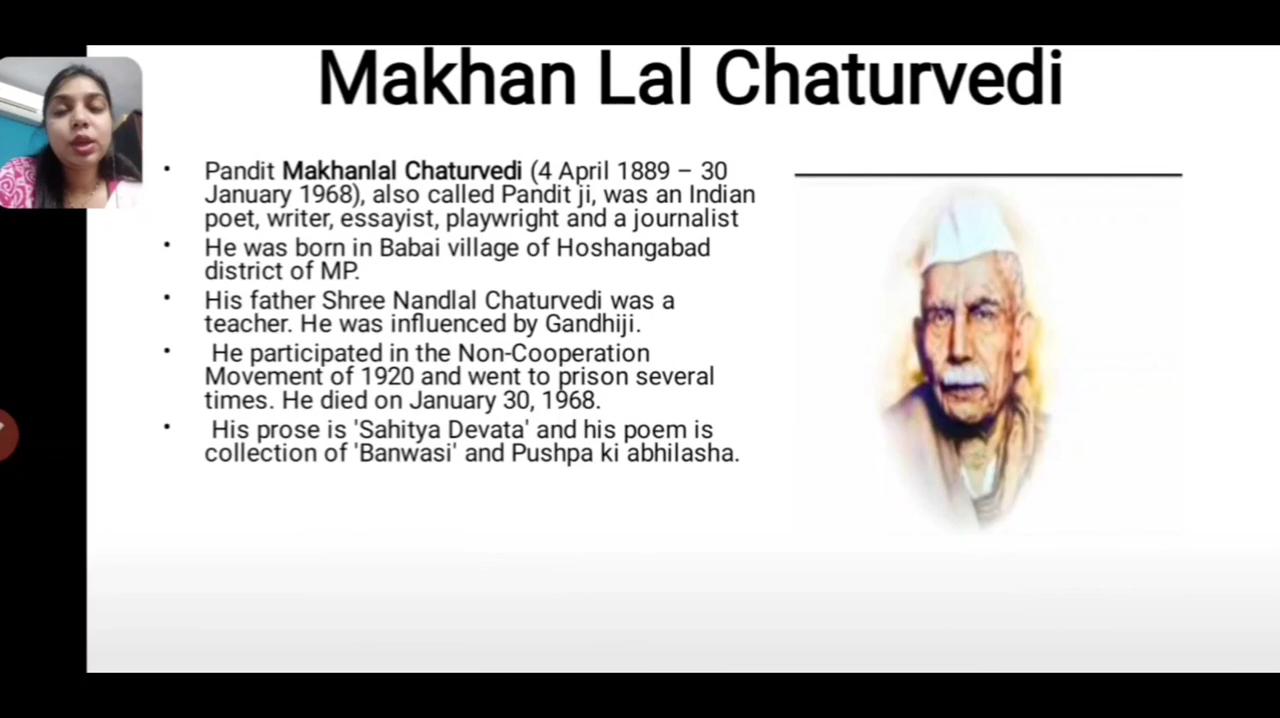 Makhan Lal Chaturvedi
• Pandit Makhanlal Chaturvedi (4 April 1889 – 30
January 1968), also called Pandit ji, was an Indian
poet, writer, essayist, playwright and a journalist
• He was born in Babai village of Hoshangabad
district of MP.
• His father Shree Nandlal Chaturvedi was a
teacher. He was influenced by Gandhiji.
• He participated in the Non-Cooperation
Movement of 1920 and went to prison several
times. He died on January 30, 1968.
• His prose is 'Sahitya Devata' and his poem is
collection of 'Banwasi' and Pushpa ki abhilasha.